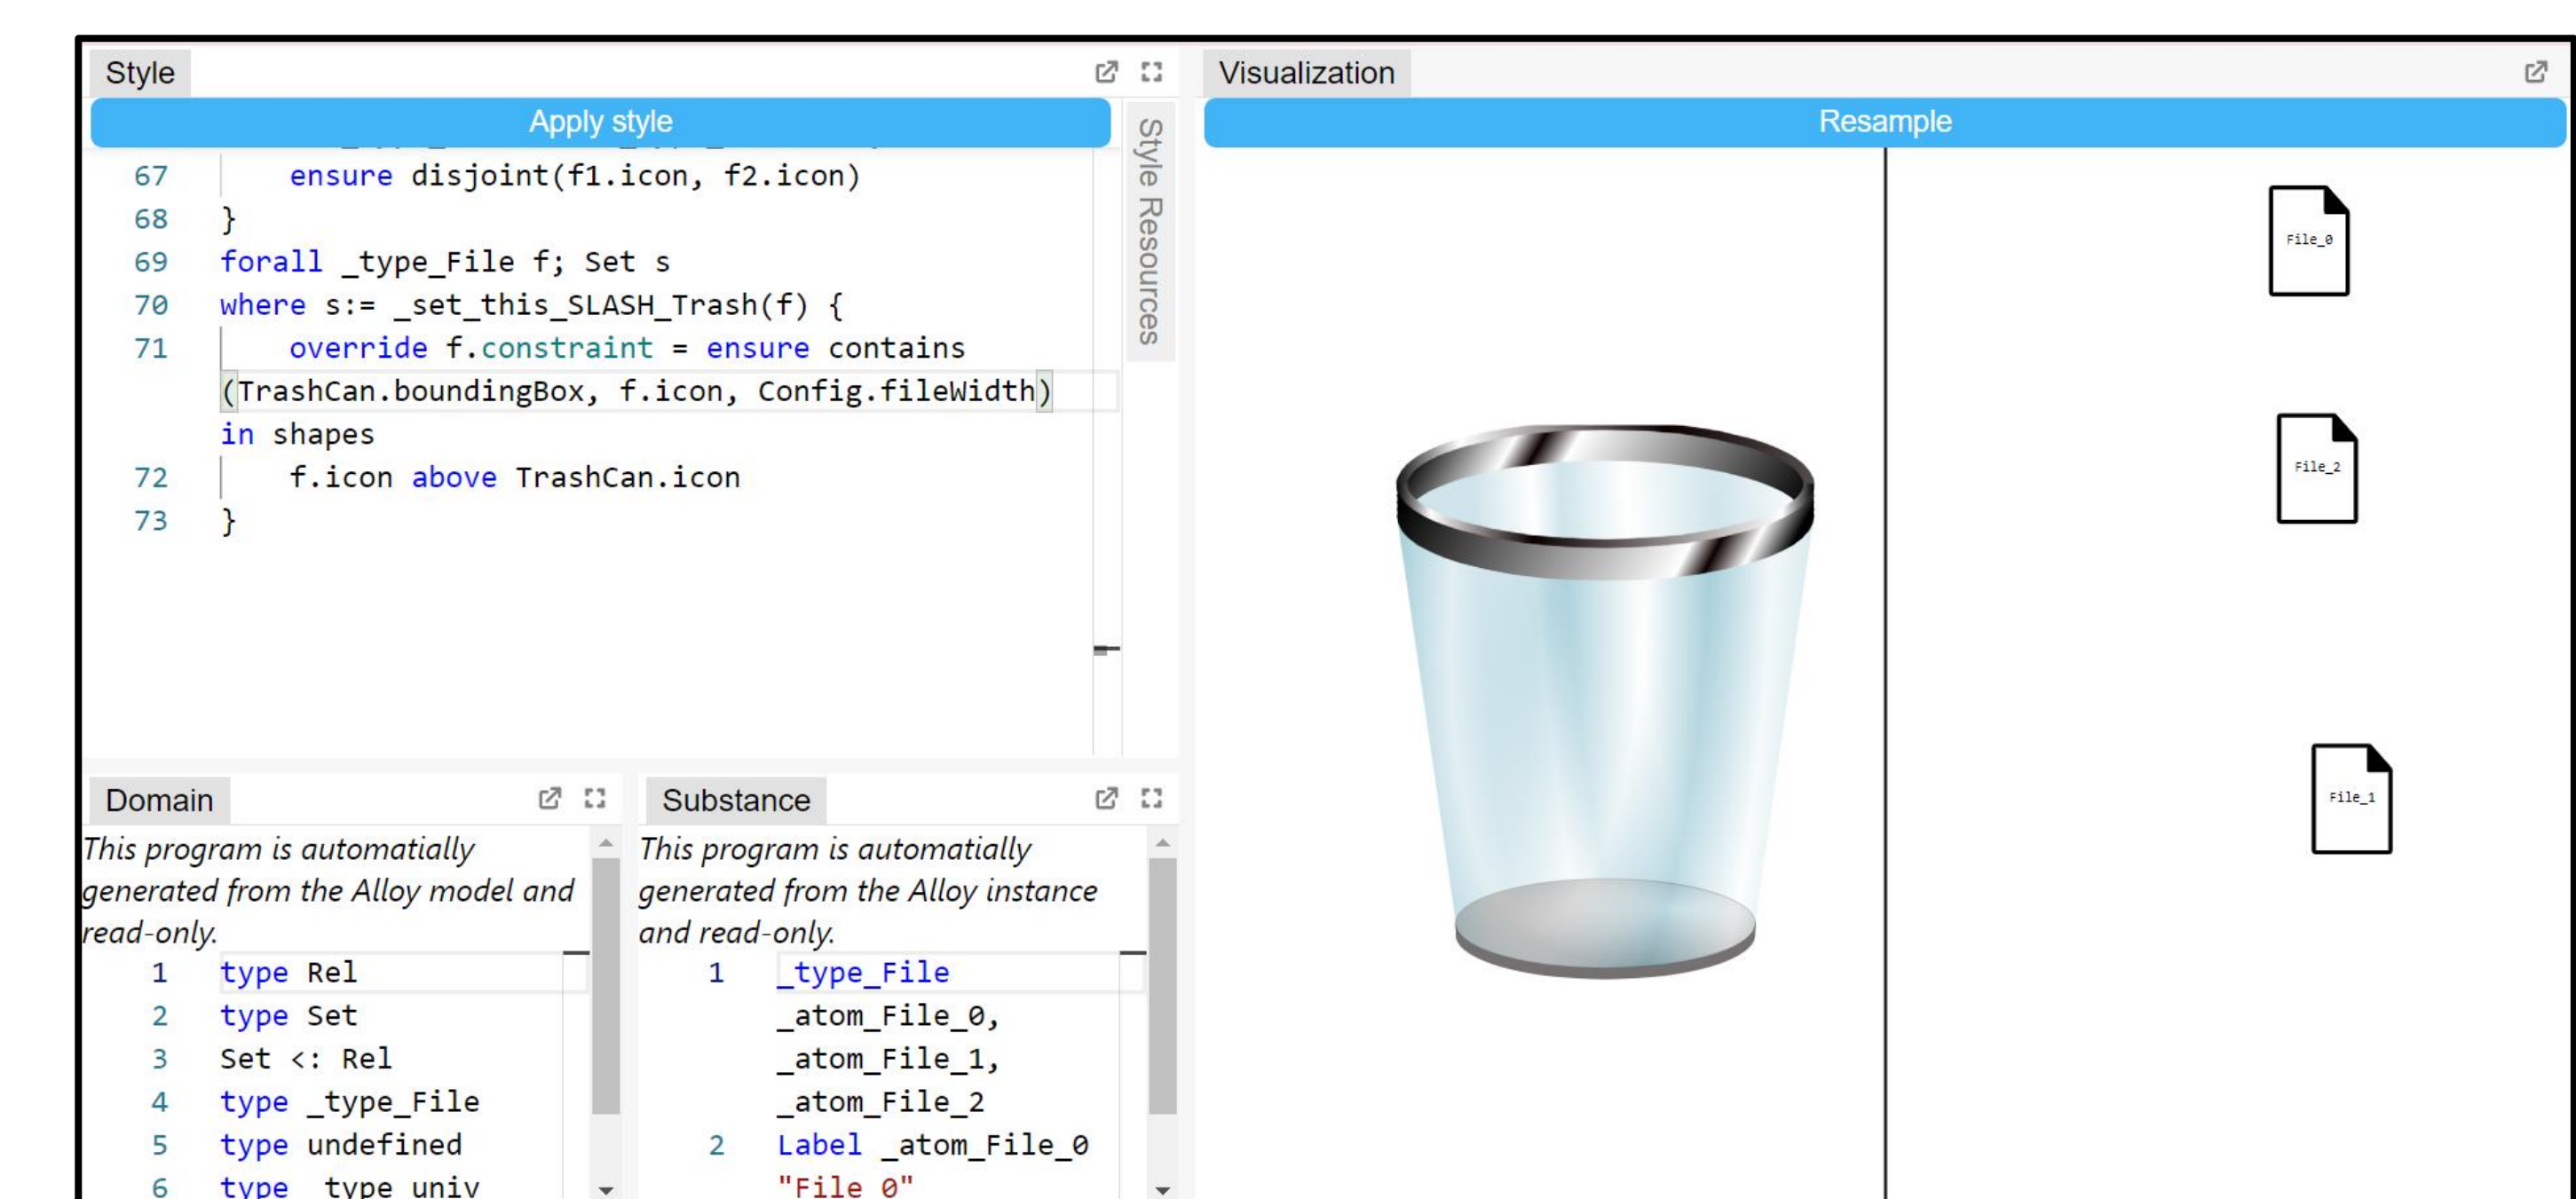 Style
Apply style
67 ensure disjoint(f1.icon, f2.icon)
68 }
69 forall _type_File f; Set s
70 where s:= _set_this_SLASH_Trash(f) {
71 override f.constraint = ensure contains
(TrashCan.boundingBox, f.icon, Config.fileWidth)
in shapes
72 f.icon above TrashCan.icon
73 }
Style Resources
Domain
This program is automatially
generated from the Alloy model and
read-only.
1 type Rel
2 type Set
3 Set <: Rel
4 type _type_File
5 type undefined
6 type _type_univ
Substance
This program is automatially
generated from the Alloy instance
and read-only.
1 _type_File
_atom_File_0,
_atom_File_1,
_atom_File_2
2 Label _atom_File_0
"File_0"
Visualization
Resample
File_0
File_2
File_1